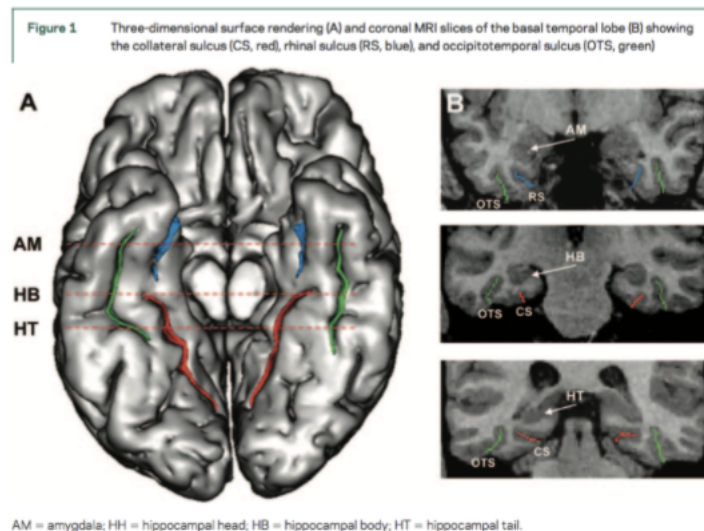 Figure 1 Three-dimensional surface rendering (A) and coronal MRI slices of the basal temporal lobe (B) showing
the collateral sulcus (CS, red), rhinal sulcus (RS, blue), and occipitotemporal sulcus (OTS, green)
A
AM
HB
HT
B
AM
OTS
RS
HB
OTS
CS
HT
OTS
CS
AM = amygdala; HH = hippocampal head; HB = hippocampal body; HT = hippocampal tail.